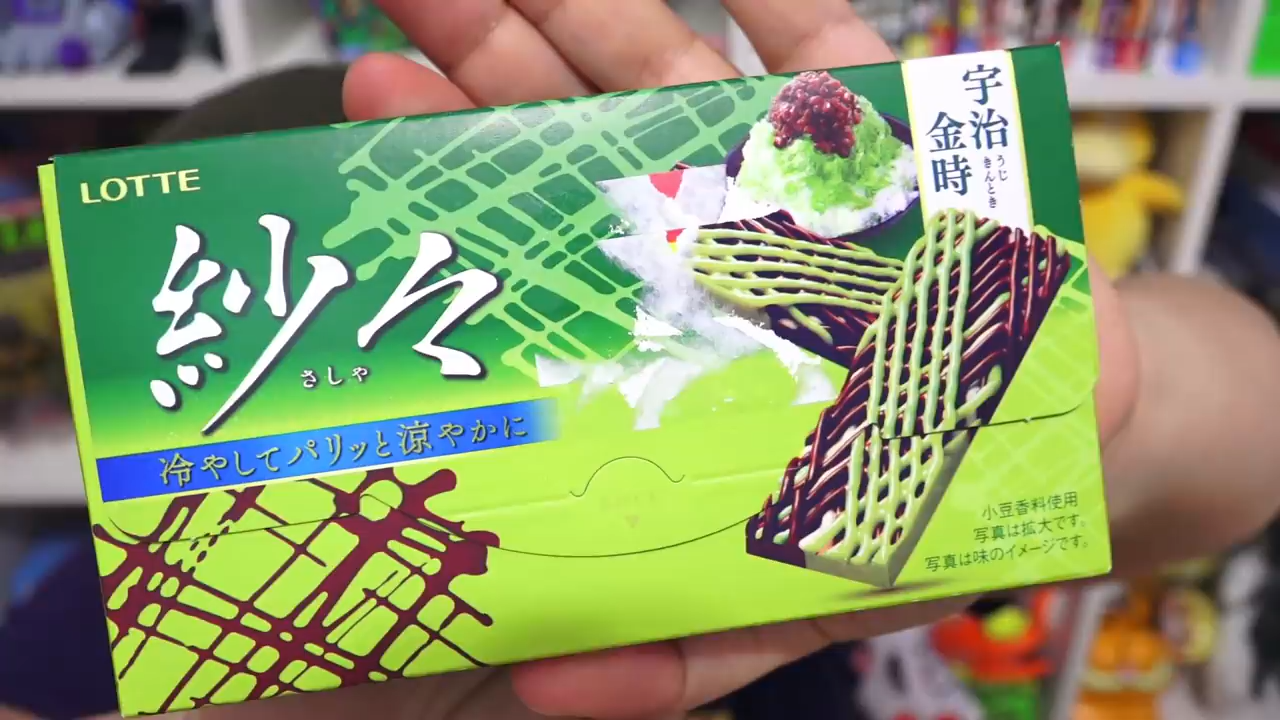 LOTTE
紗々
さしゃ
冷やしてパリッと涼やかに
宇治
金時
うじ
きんとき
小豆香料使用
写真は拡大です。
写真は味のイメージです。